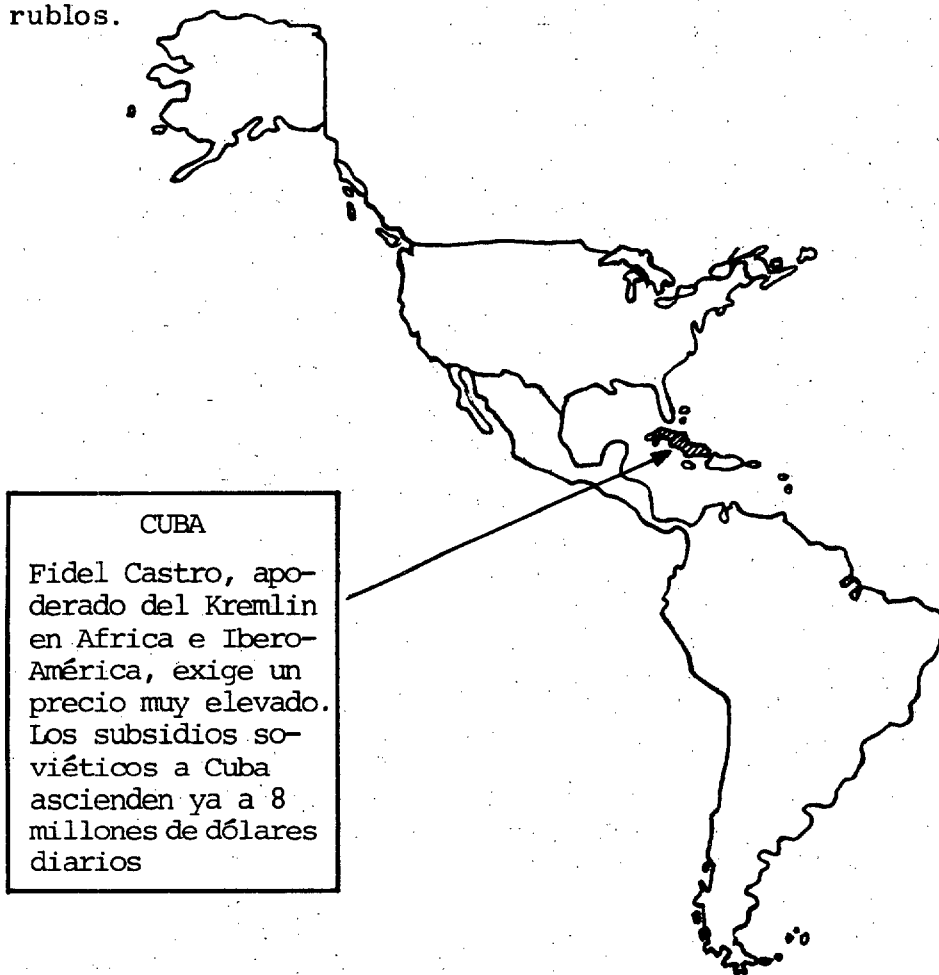 rublos.
CUBA
Fidel Castro, apo-
derado del Kremlin
en Africa e Ibero-
América, exige un
precio muy elevado.
Los subsidios so-
viéticos a Cuba
ascienden ya a 8
millones de dólares
diarios